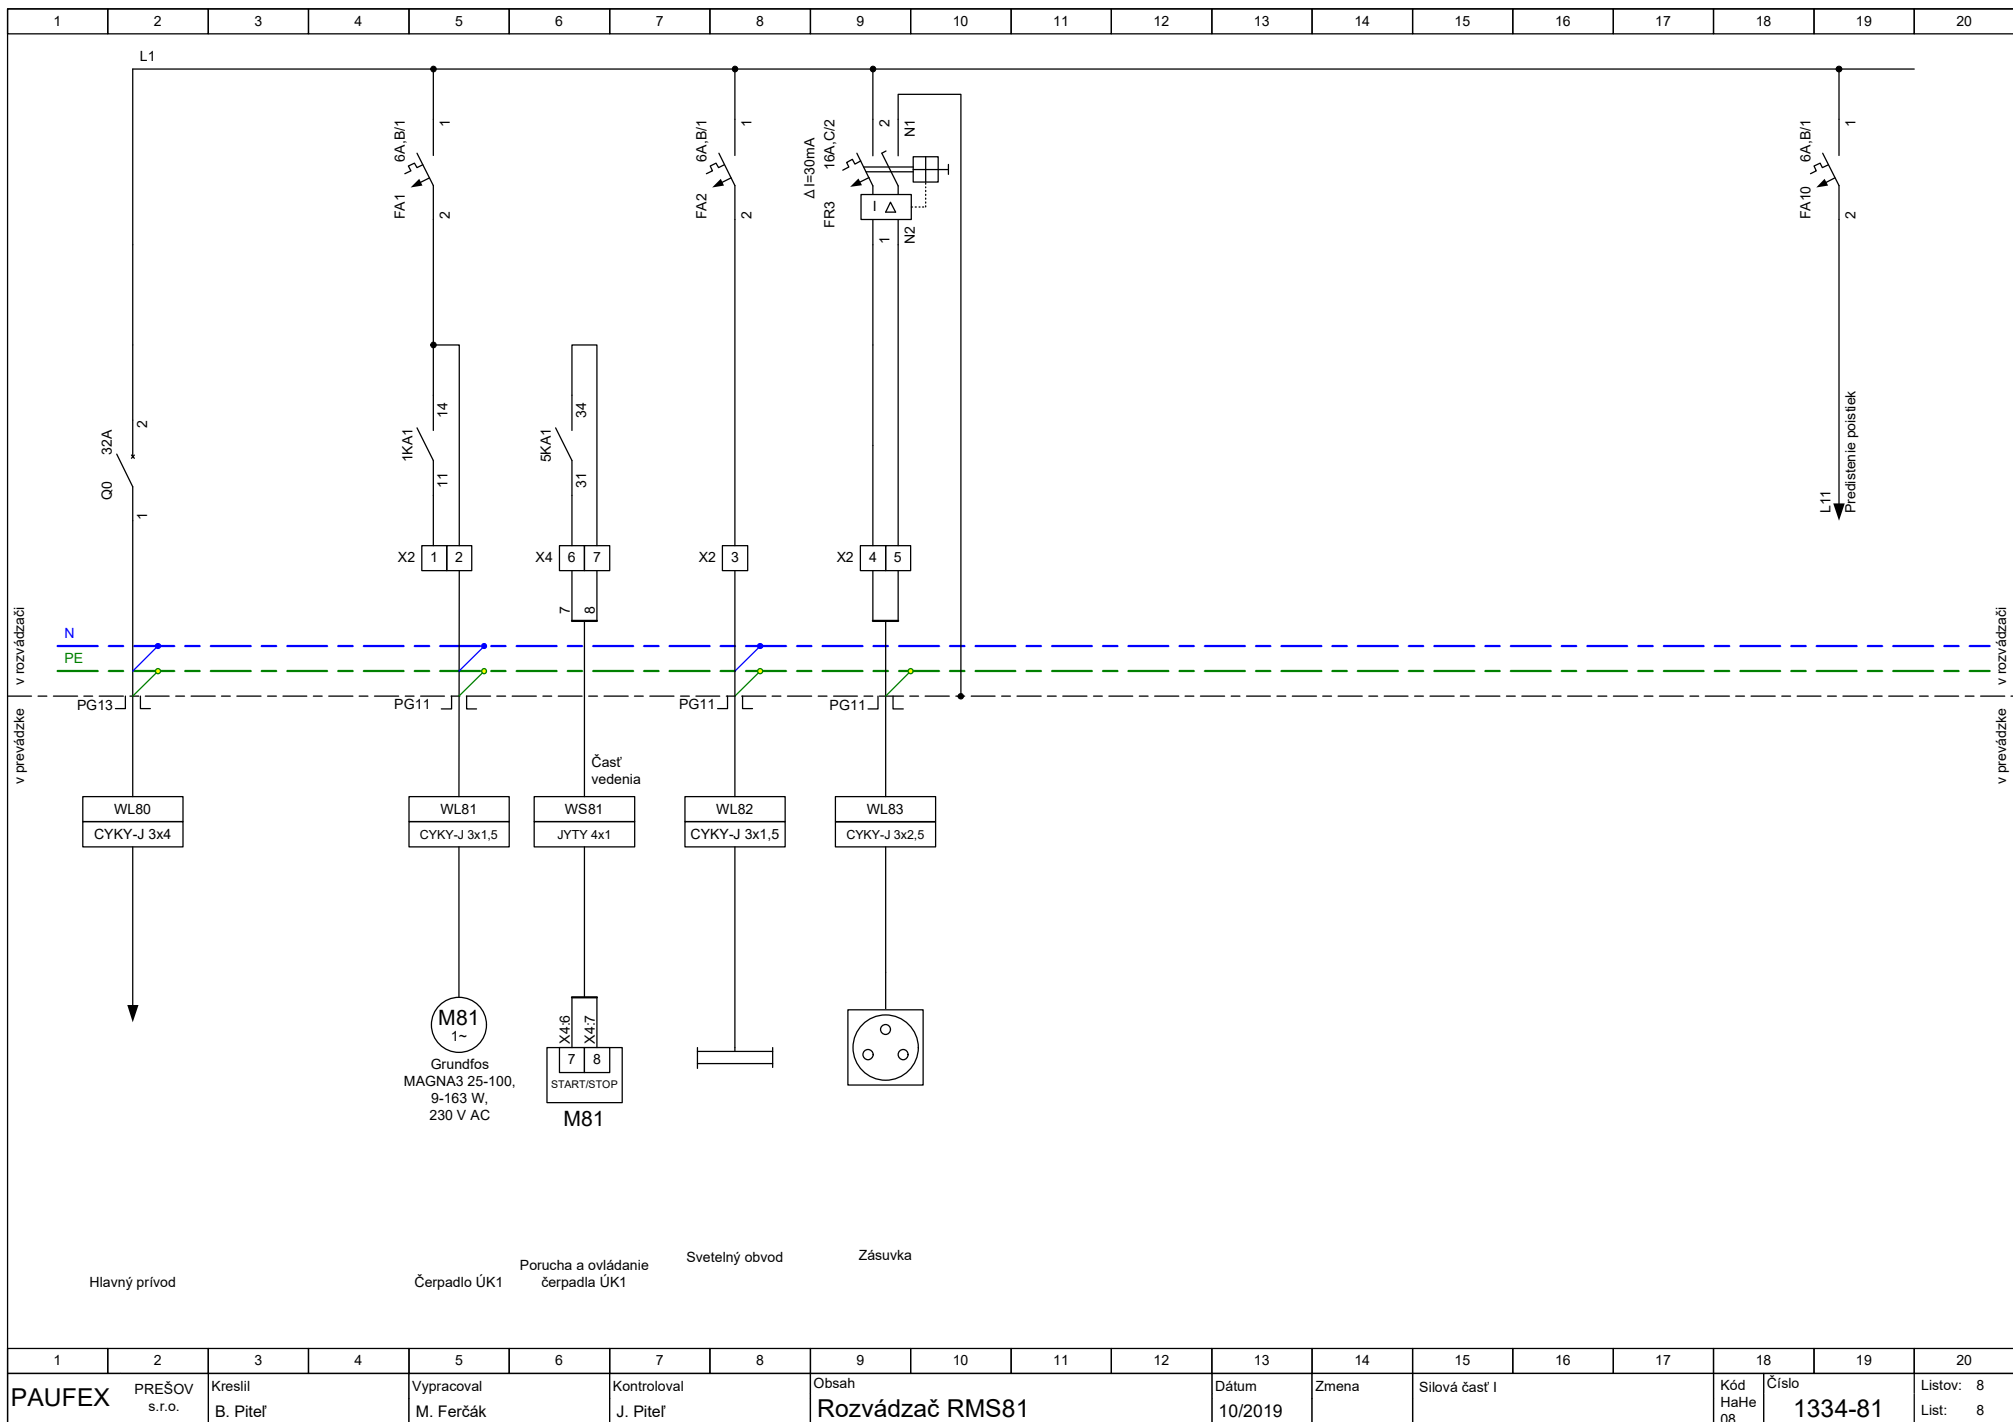 1 2 3 4 5 6 7 8 9 10 11 12 13 14 15 16 17 18 19 20
L1
FA1 6A,B/1
1
2
FA2 6A,B/1
1
2
FR3 16A,C/2
Δ I=30mA
2 N1
I Δ
1 N2
FA10 6A,B/1
1
2
Q0 32A
2
1
1KA1
14
11
5KA1
34
31
L11
Predistenie poistiek
X2 1 2
X4 6 7
X2 3
X2 4 5
7 8
v rozvádzači
N
PE
v rozvádzači
PG13
PG11
PG11
PG11
v prevádzke
v prevádzke
Časť
vedenia
WL80
CYKY-J 3x4
WL81
CYKY-J 3x1,5
WS81
JYTY 4x1
WL82
CYKY-J 3x1,5
WL83
CYKY-J 3x2,5
M81
1~
Grundfos
MAGNA3 25-100,
9-163 W,
230 V AC
X4:6 X4:7
7 8
START/STOP
M81
Hlavný prívod
Čerpadlo ÚK1
Porucha a ovládanie
čerpadla ÚK1
Svetelný obvod
Zásuvka
1 2 3 4 5 6 7 8 9 10 11 12 13 14 15 16 17 18 19 20
PAUFEX PREŠOV
s.r.o.
Kreslil
B. Piteľ
Vypracoval
M. Ferčák
Kontroloval
J. Piteľ
Obsah
Rozvádzač RMS81
Dátum
10/2019
Zmena
Silová časť I
Kód
HaHe
08
Číslo
1334-81
Listov: 8
List: 8